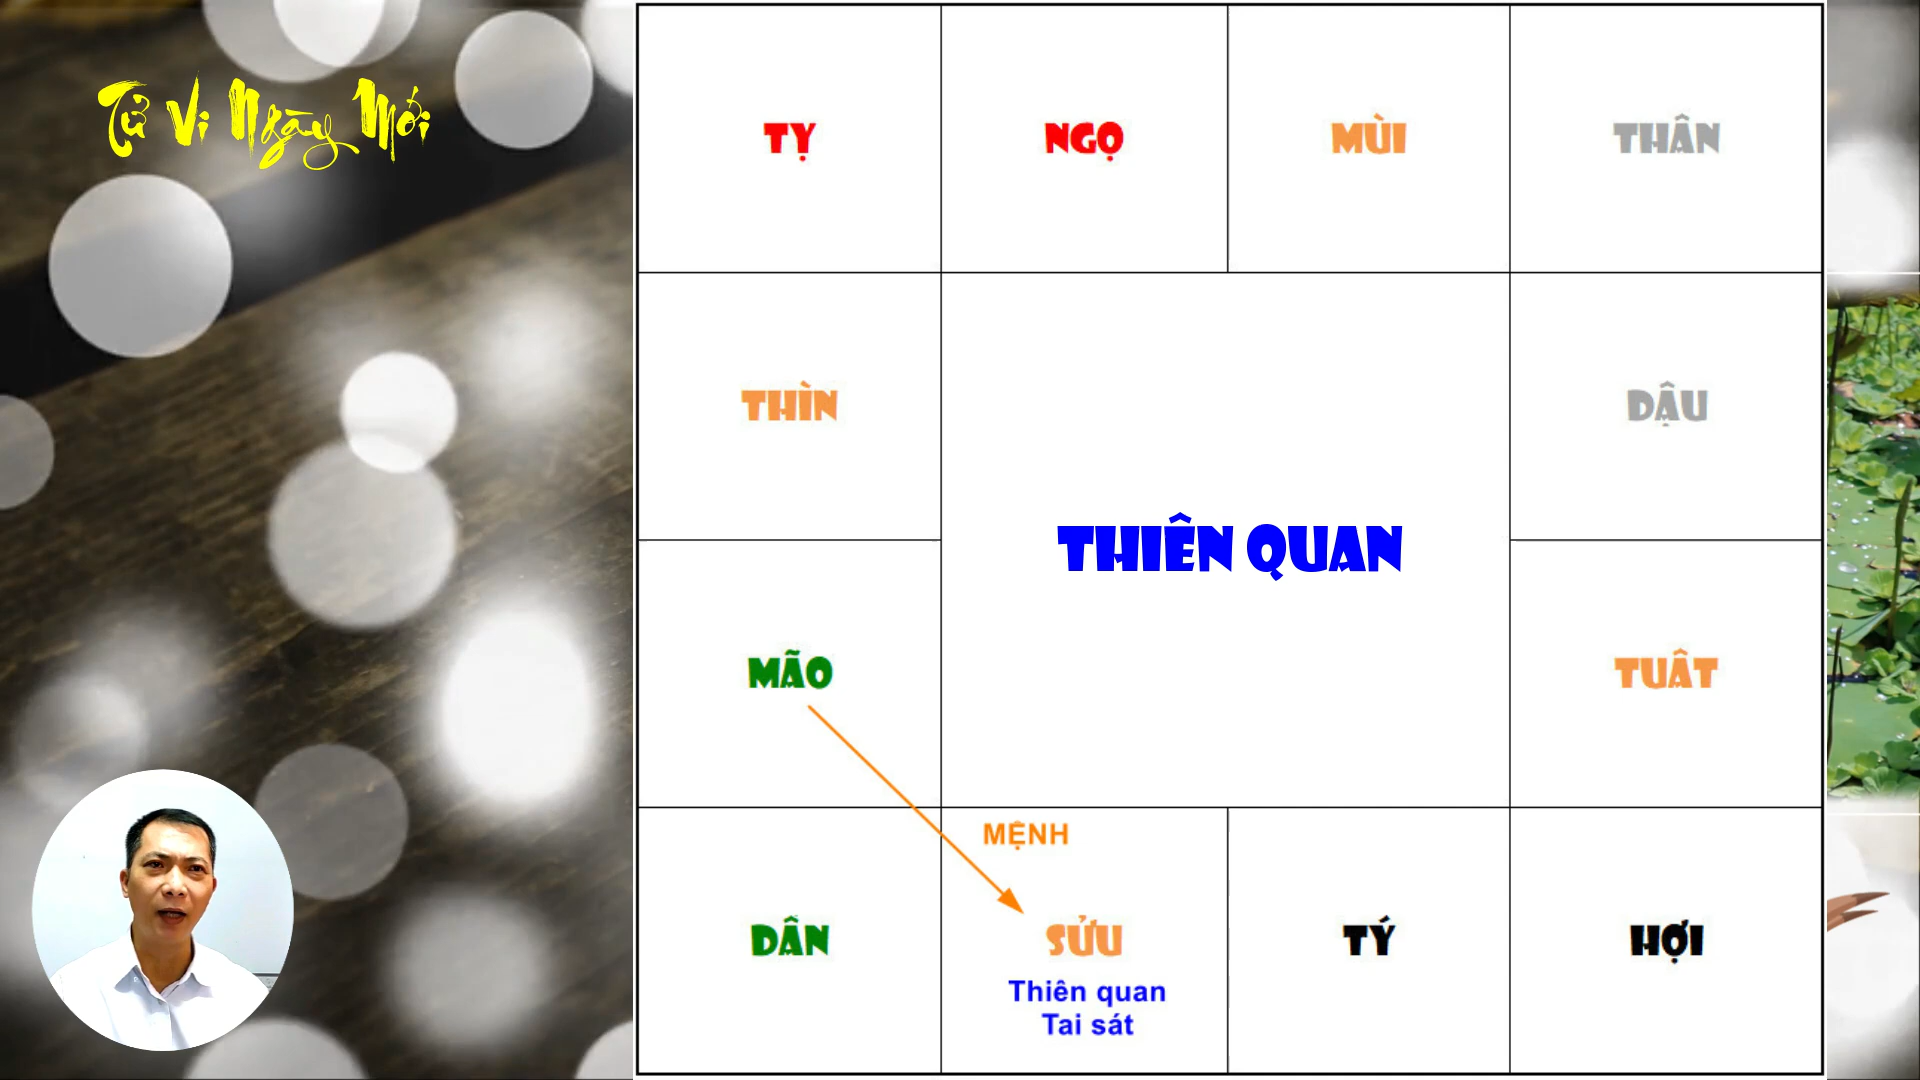 Tử Vi Ngày Mới
TỴ
NGỌ
MÙI
THÂN
THÌN
DẬU
THIÊN QUAN
MÃO
TUẤT
MỆNH
DẦN
SỬU
TÝ
HỢI
Thiên quan
Tai sát